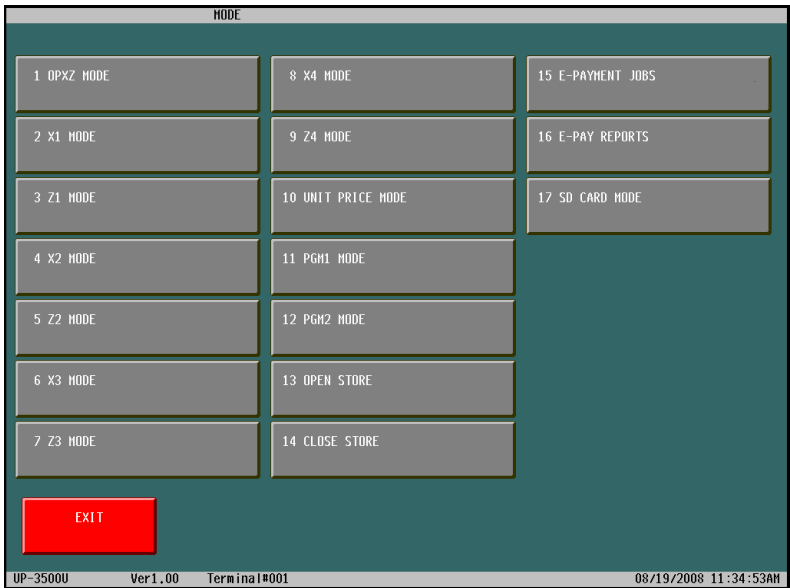 MODE
1 OPXZ MODE
2 X1 MODE
3 Z1 MODE
4 X2 MODE
5 Z2 MODE
6 X3 MODE
7 Z3 MODE
8 X4 MODE
9 Z4 MODE
10 UNIT PRICE MODE
11 PGM1 MODE
12 PGM2 MODE
13 OPEN STORE
14 CLOSE STORE
15 E-PAYMENT JOBS
16 E-PAY REPORTS
17 SD CARD MODE
EXIT
UP-3500U Ver1.00 Terminal#001 08/19/2008 11:34:53AM